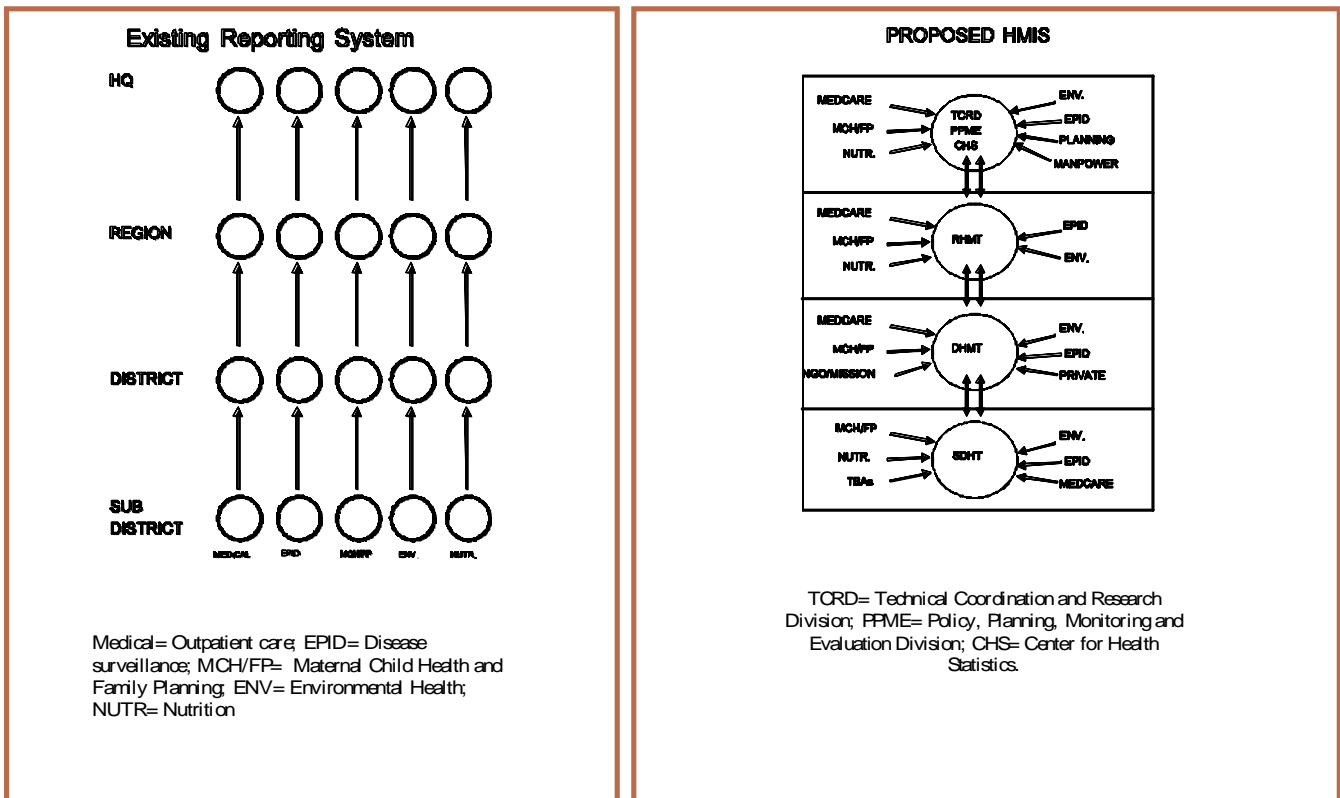 Existing Reporting System
HQ
REGION
DISTRICT
SUB
DISTRICT
MEDICAL EPID MCH/FP ENV. NUTR.
Medical= Outpatient care; EPID= Disease
surveillance; MCH/FP= Maternal Child Health and
Family Planning; ENV= Environmental Health;
NUTR= Nutrition
PROPOSED HMIS
MEDCARE
MCH/FP
NUTR.
TCRD
PPME
CHS
ENV.
EPID
PLANNING
MANPOWER
MEDCARE
MCH/FP
NUTR.
RHMT
EPID
ENV.
MEDCARE
MCH/FP
NGO/MISSION
DHMT
ENV.
EPID
PRIVATE
MCH/FP
NUTR.
TBAs
SDHT
ENV.
EPID
MEDCARE
TCRD= Technical Coordination and Research
Division; PPME= Policy, Planning, Monitoring and
Evaluation Division; CHS= Center for Health
Statistics.